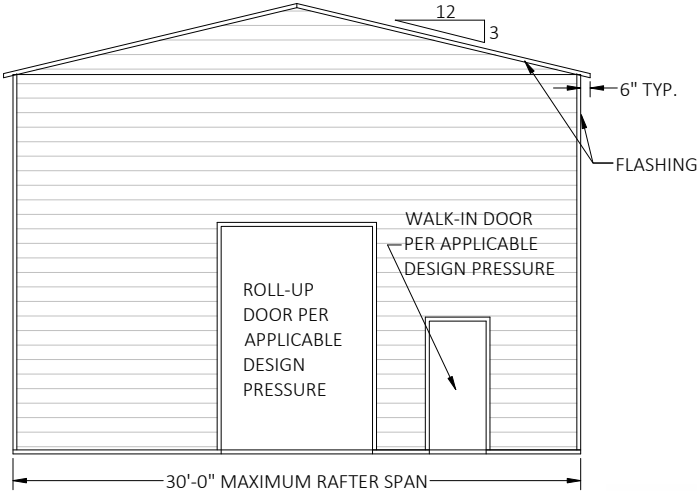 12
3
6" TYP.
FLASHING
WALK-IN DOOR
PER APPLICABLE
DESIGN PRESSURE
ROLL-UP
DOOR PER
APPLICABLE
DESIGN
PRESSURE
30'-0" MAXIMUM RAFTER SPAN